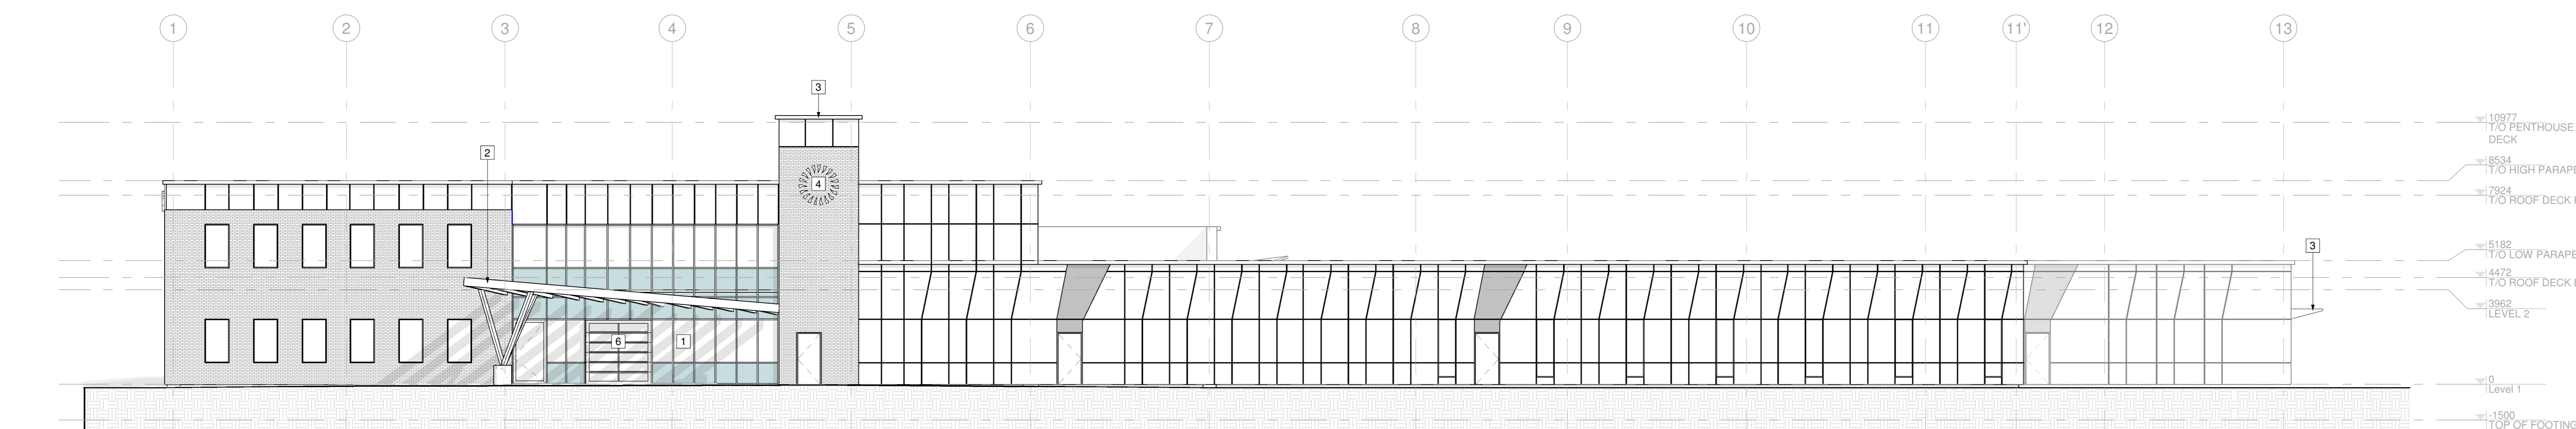 1 2 3 4 5 6 7 8 9 10 11 11' 12 13
3
2
4
3
6 1
10977
T/O PENTHOUSE
DECK
8534
T/O HIGH PARAPE
7924
T/O ROOF DECK
5182
T/O LOW PARAPE
4472
T/O ROOF DECK
3962
LEVEL 2
0
Level 1
-1500
TOP OF FOOTING